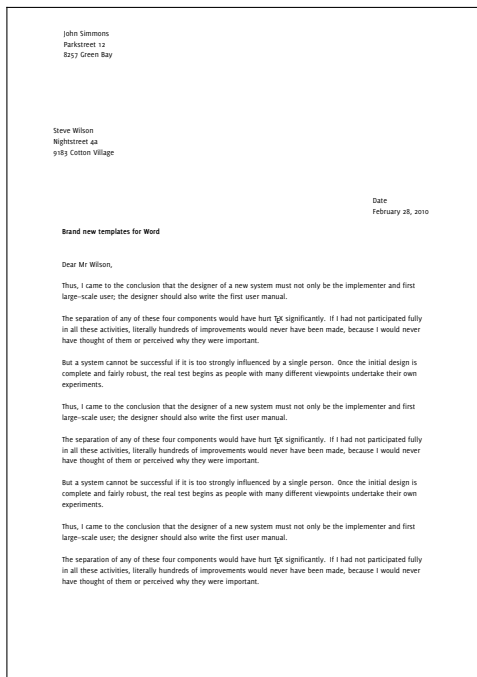 John Simmons
Parkstreet 12
8257 Green Bay
Steve Wilson
Nightstreet 4a
9183 Cotton Village
Date
February 28, 2010
Brand new templates for Word
Dear Mr Wilson,
Thus, I came to the conclusion that the designer of a new system must not only be the implementer and first
large–scale user; the designer should also write the first user manual.
The separation of any of these four components would have hurt TEX significantly. If I had not participated fully
in all these activities, literally hundreds of improvements would never have been made, because I would never
have thought of them or perceived why they were important.
But a system cannot be successful if it is too strongly influenced by a single person. Once the initial design is
complete and fairly robust, the real test begins as people with many different viewpoints undertake their own
experiments.
Thus, I came to the conclusion that the designer of a new system must not only be the implementer and first
large–scale user; the designer should also write the first user manual.
The separation of any of these four components would have hurt TEX significantly. If I had not participated fully
in all these activities, literally hundreds of improvements would never have been made, because I would never
have thought of them or perceived why they were important.
But a system cannot be successful if it is too strongly influenced by a single person. Once the initial design is
complete and fairly robust, the real test begins as people with many different viewpoints undertake their own
experiments.
Thus, I came to the conclusion that the designer of a new system must not only be the implementer and first
large–scale user; the designer should also write the first user manual.
The separation of any of these four components would have hurt TEX significantly. If I had not participated fully
in all these activities, literally hundreds of improvements would never have been made, because I would never
have thought of them or perceived why they were important.